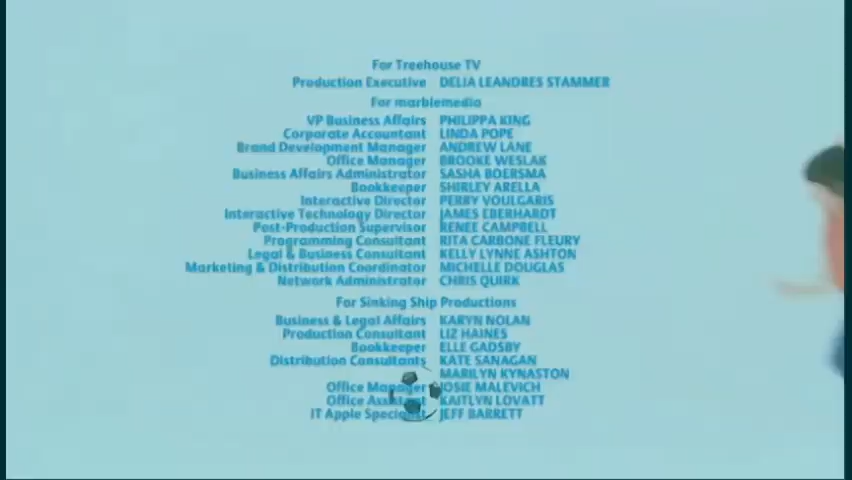 For Treehouse TV
Production Executive DELIA LEANDRES STAMMER
For marblemedia
VP Business Affairs PHILIPPA KING
Corporate Accountant LINDA POPE
Brand Development Manager ANDREW LANE
Office Manager BROOKE WESLAK
Business Affairs Administrator SASHA BOERSMA
Bookkeeper SHIRLEY ARELLA
Interactive Director PERRY VOULGARIS
Interactive Technology Director JAMES EBERHARDT
Post-Production Supervisor RENEE CAMPBELL
Programming Consultant RITA CARBONE FLEURY
Legal & Business Consultant KELLY LYNNE ASHTON
Marketing & Distribution Coordinator MICHELLE DOUGLAS
Network Administrator CHRIS QUIRK
For Sinking Ship Productions
Business & Legal Affairs KARYN NOLAN
Production Consultant LIZ HAINES
Bookkeeper ELLE GADSBY
Distribution Consultants KATE SANAGAN
MARILYN KYNASTON
Office Manager JOSIE MALEVICH
Office Assistant KAITLYN LOVATT
IT Apple Specialist JEFF BARRETT